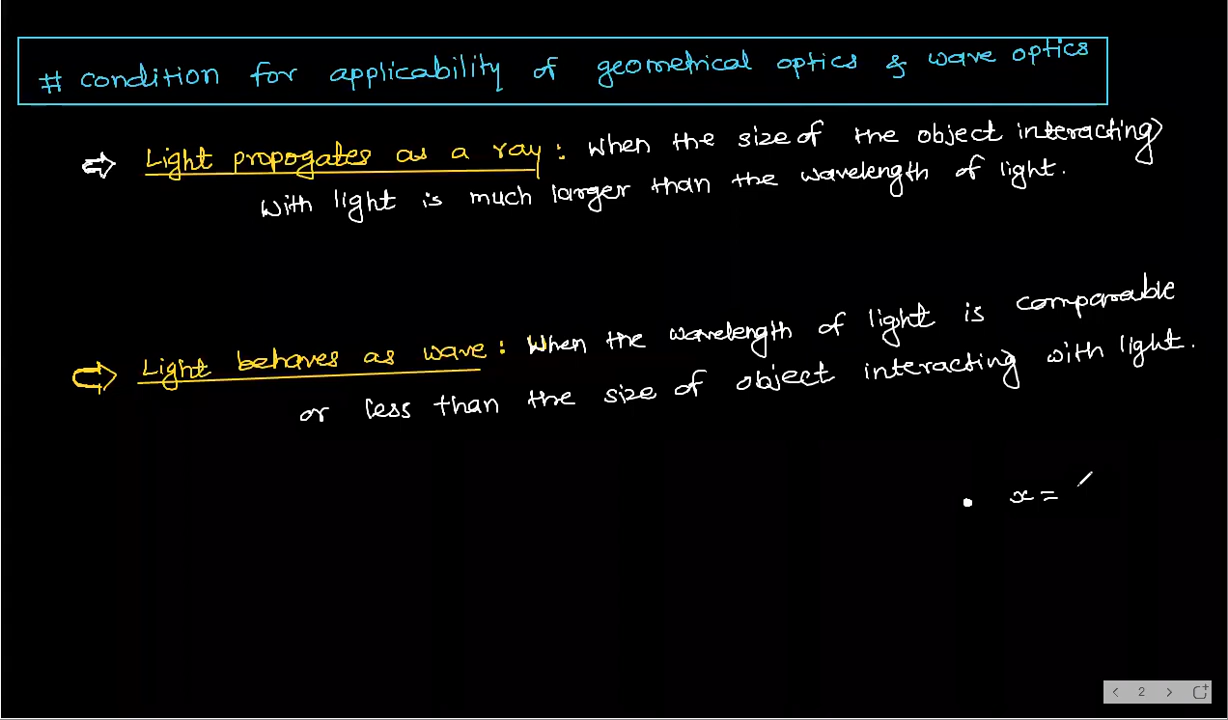 # condition for applicability of geometrical optics & wave optics
⇨ Light propogates as a ray : When the size of the object interacting
with light is much larger than the wavelength of light.
⇨ Light behaves as wave : When the wavelength of light is comparable
or less than the size of object interacting with light.
• x =
< 2 >